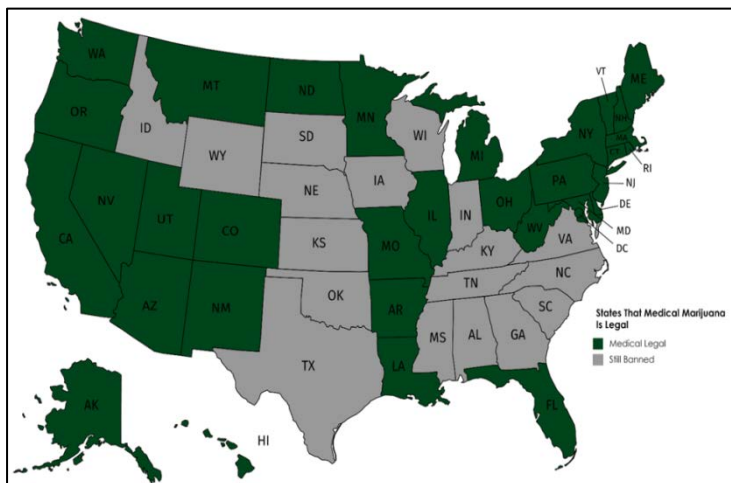 WA
MT
ND
MN
OR
ID
WY
SD
WI
MI
NY
VT
ME
NH
MA
CT
RI
NV
UT
CO
NE
IA
IL
IN
OH
PA
NJ
DE
MD
DC
CA
KS
MO
KY
WV
VA
AZ
NM
OK
AR
TN
NC
SC
TX
LA
MS
AL
GA
FL
AK
HI
States That Medical Marijuana
Is Legal
Medical Legal
Still Banned